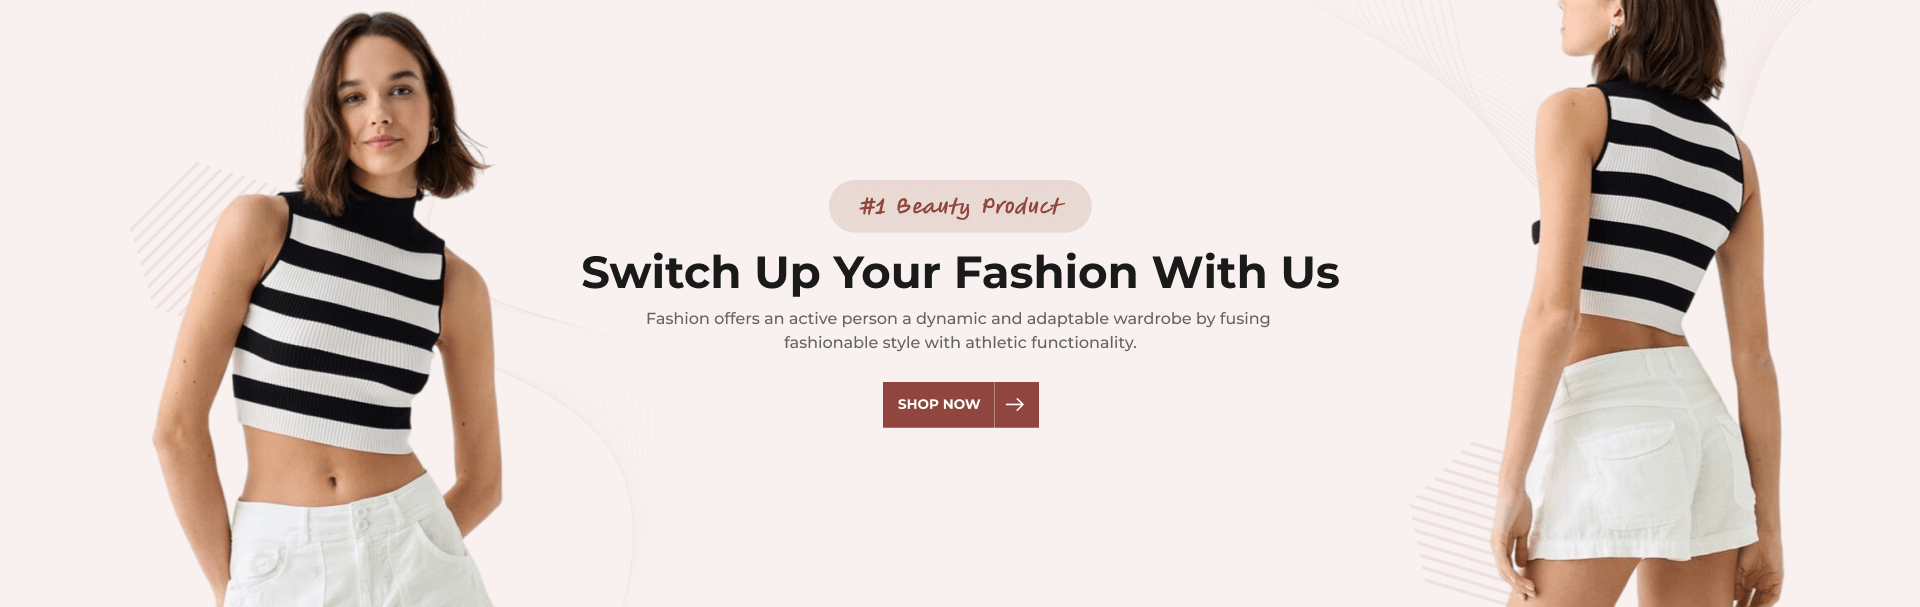 #1 Beauty Product
Switch Up Your Fashion With Us
Fashion offers an active person a dynamic and adaptable wardrobe by fusing
fashionable style with athletic functionality.
SHOP NOW